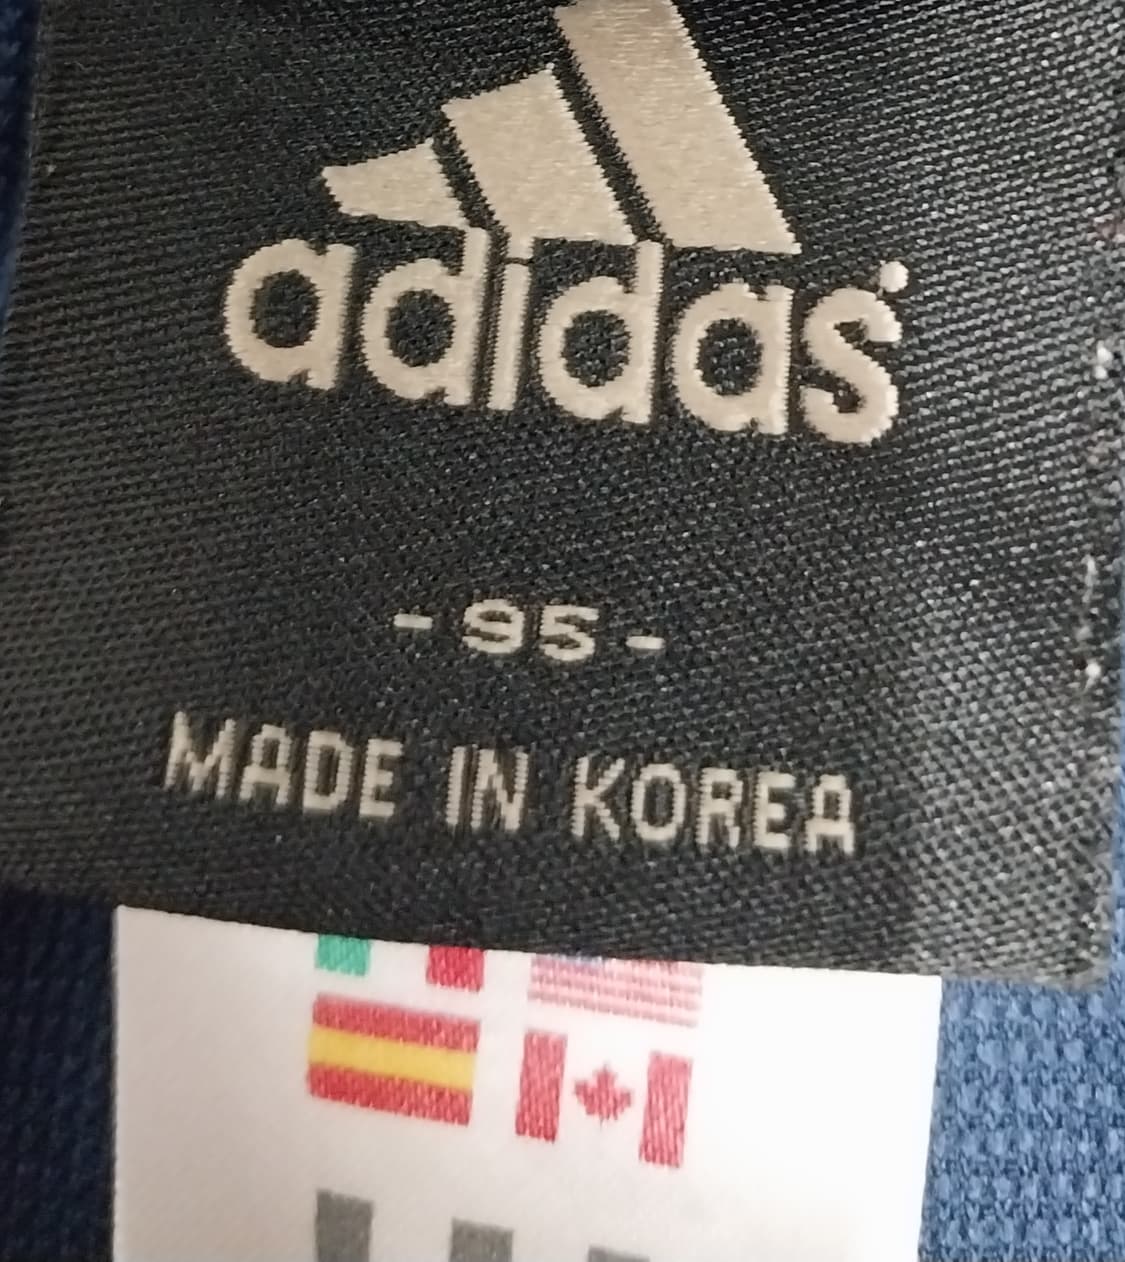 adidas
- 95 -
MADE IN KOREA